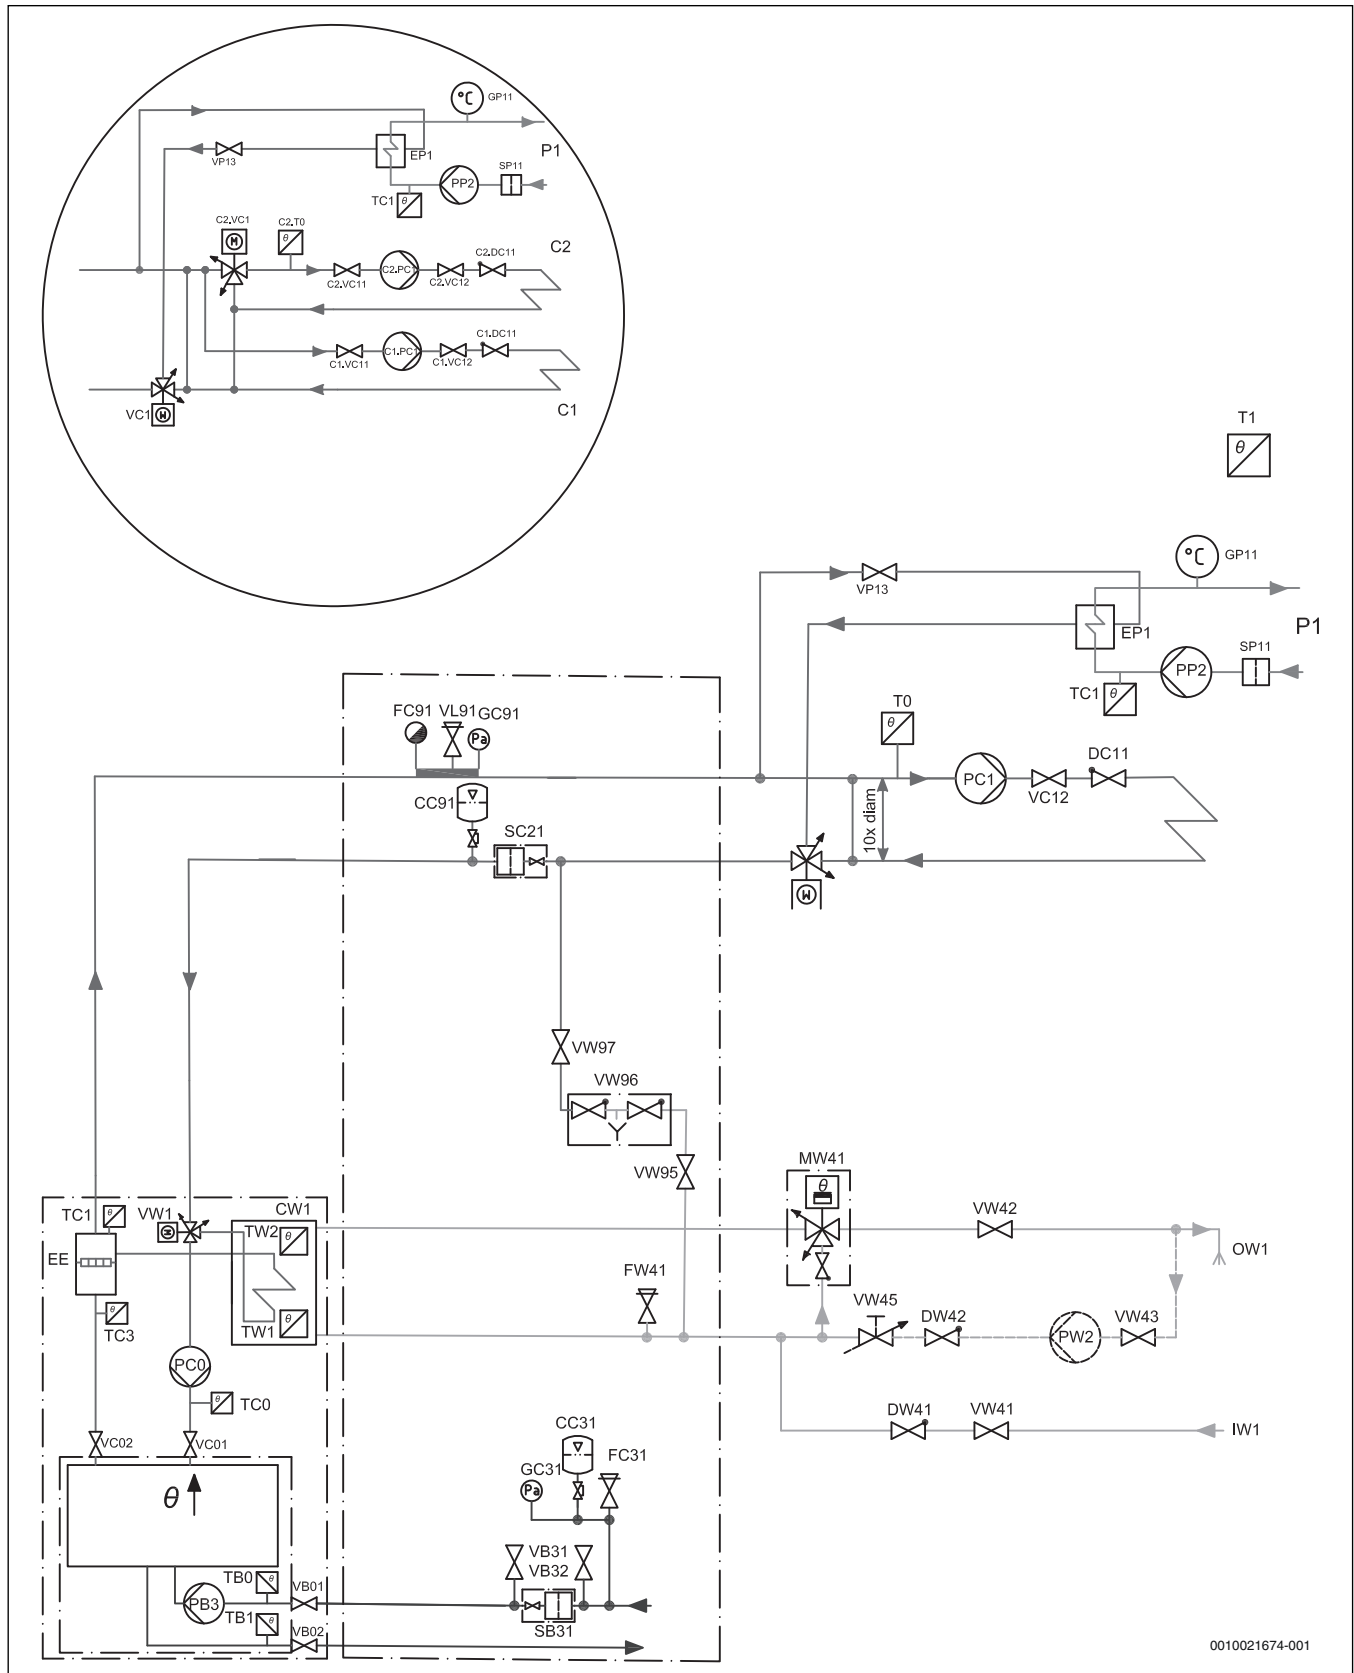 °C GP11
P1
EP1
VP13
SP11
PP2
TC1 θ
C2.VC1 C2.T0
M θ
C2.DC11 C2
C2.PC1
C2.VC11 C2.VC12
C1.DC11
C1.PC1
C1.VC11 C1.VC12
C1
VC1 M
T1
θ
°C GP11
VP13
EP1 P1
SP11
PP2
TC1 θ
T0
θ
FC91 VL91 GC91
Pa
DC11
PC1
VC12
CC91
10x diam
SC21
M
VW97
VW96
VW95
MW41
θ
TC1 θ VW1 CW1
M TW2 θ
VW42
EE
OW1
FW41
VW45 DW42 VW43
θ TW1 θ
TC3
PW2
PC0
θ TC0
DW41 VW41
IW1
CC31
VC02 VC01
GC31 FC31
Pa
θ
VB31
VB32
TB0 θ VB01
PB3
TB1 θ
SB31
VB02
0010021674-001